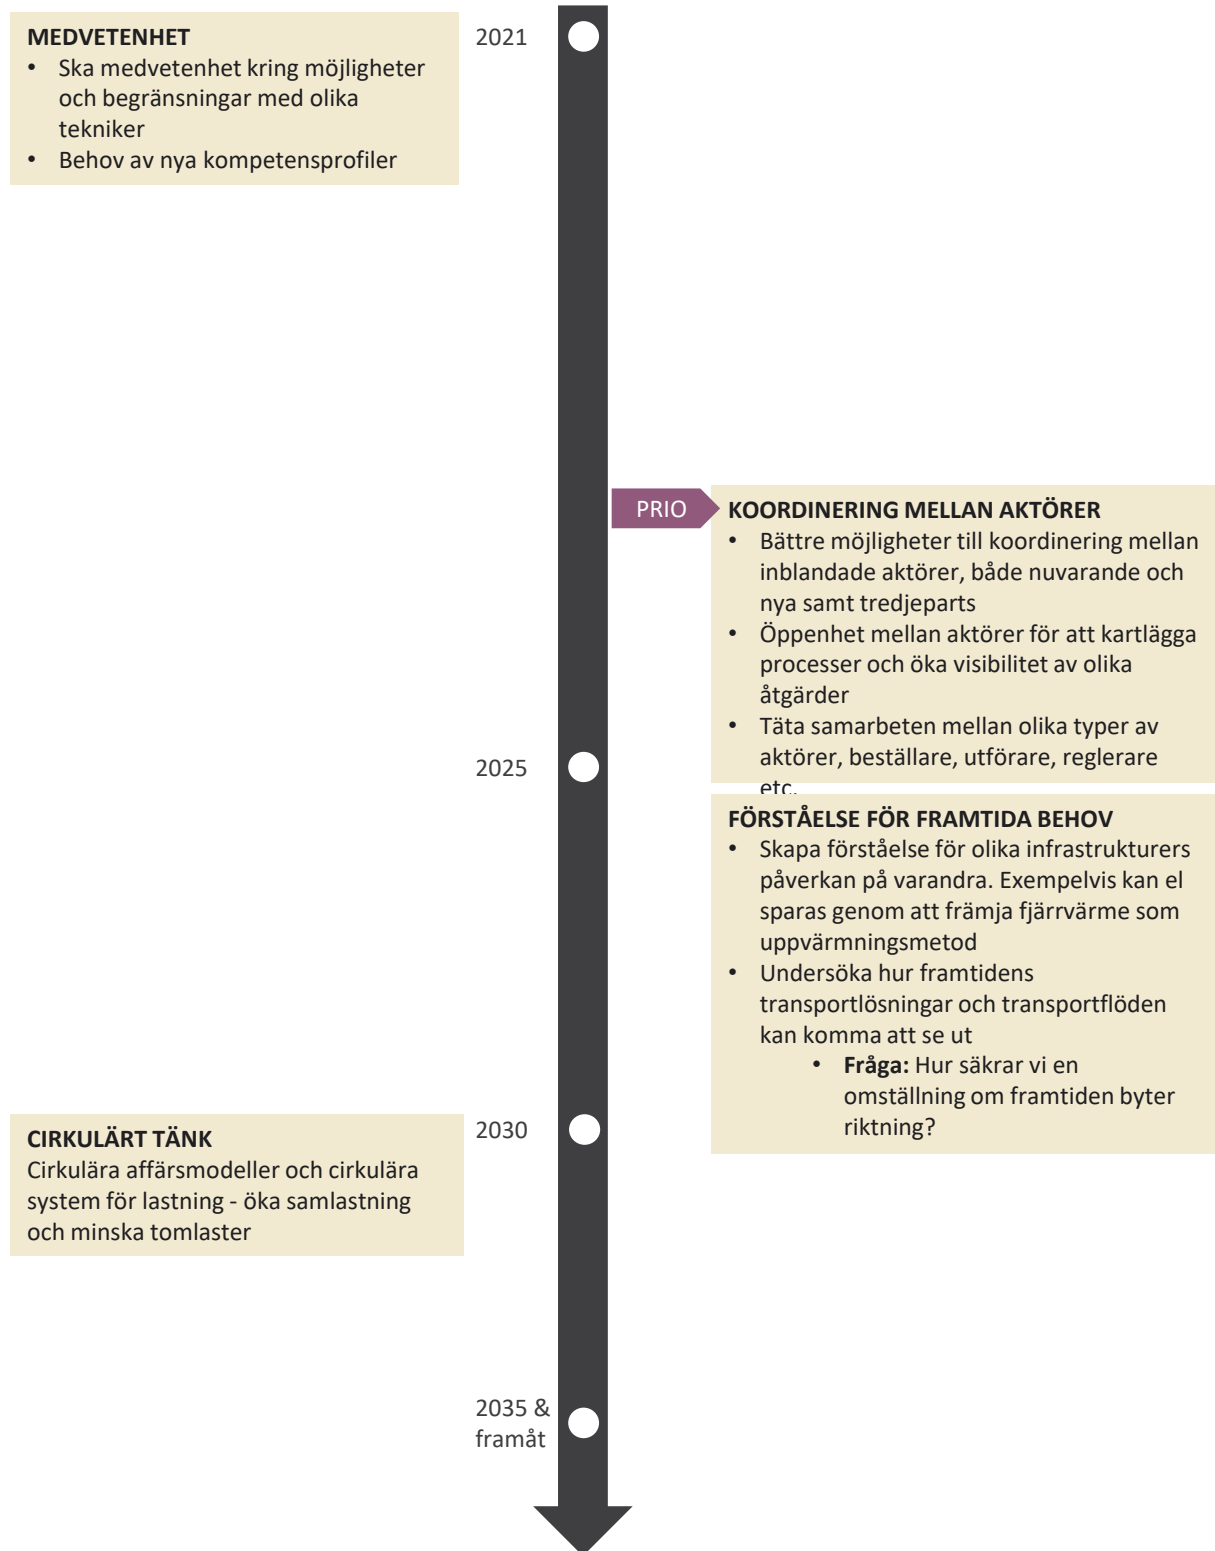 MEDVETENHET
• Ska medvetenhet kring möjligheter
och begränsningar med olika
tekniker
• Behov av nya kompetensprofiler
2021
PRIO
KOORDINERING MELLAN AKTÖRER
• Bättre möjligheter till koordinering mellan
inblandade aktörer, både nuvarande och
nya samt tredjeparts
• Öppenhet mellan aktörer för att kartlägga
processer och öka visibilitet av olika
åtgärder
• Täta samarbeten mellan olika typer av
aktörer, beställare, utförare, reglerare
etc.
2025
FÖRSTÅELSE FÖR FRAMTIDA BEHOV
• Skapa förståelse för olika infrastrukturers
påverkan på varandra. Exempelvis kan el
sparas genom att främja fjärrvärme som
uppvärmningsmetod
• Undersöka hur framtidens
transportlösningar och transportflöden
kan komma att se ut
• Fråga: Hur säkrar vi en
omställning om framtiden byter
riktning?
2030
CIRKULÄRT TÄNK
Cirkulära affärsmodeller och cirkulära
system för lastning - öka samlastning
och minska tomlaster
2035 &
framåt